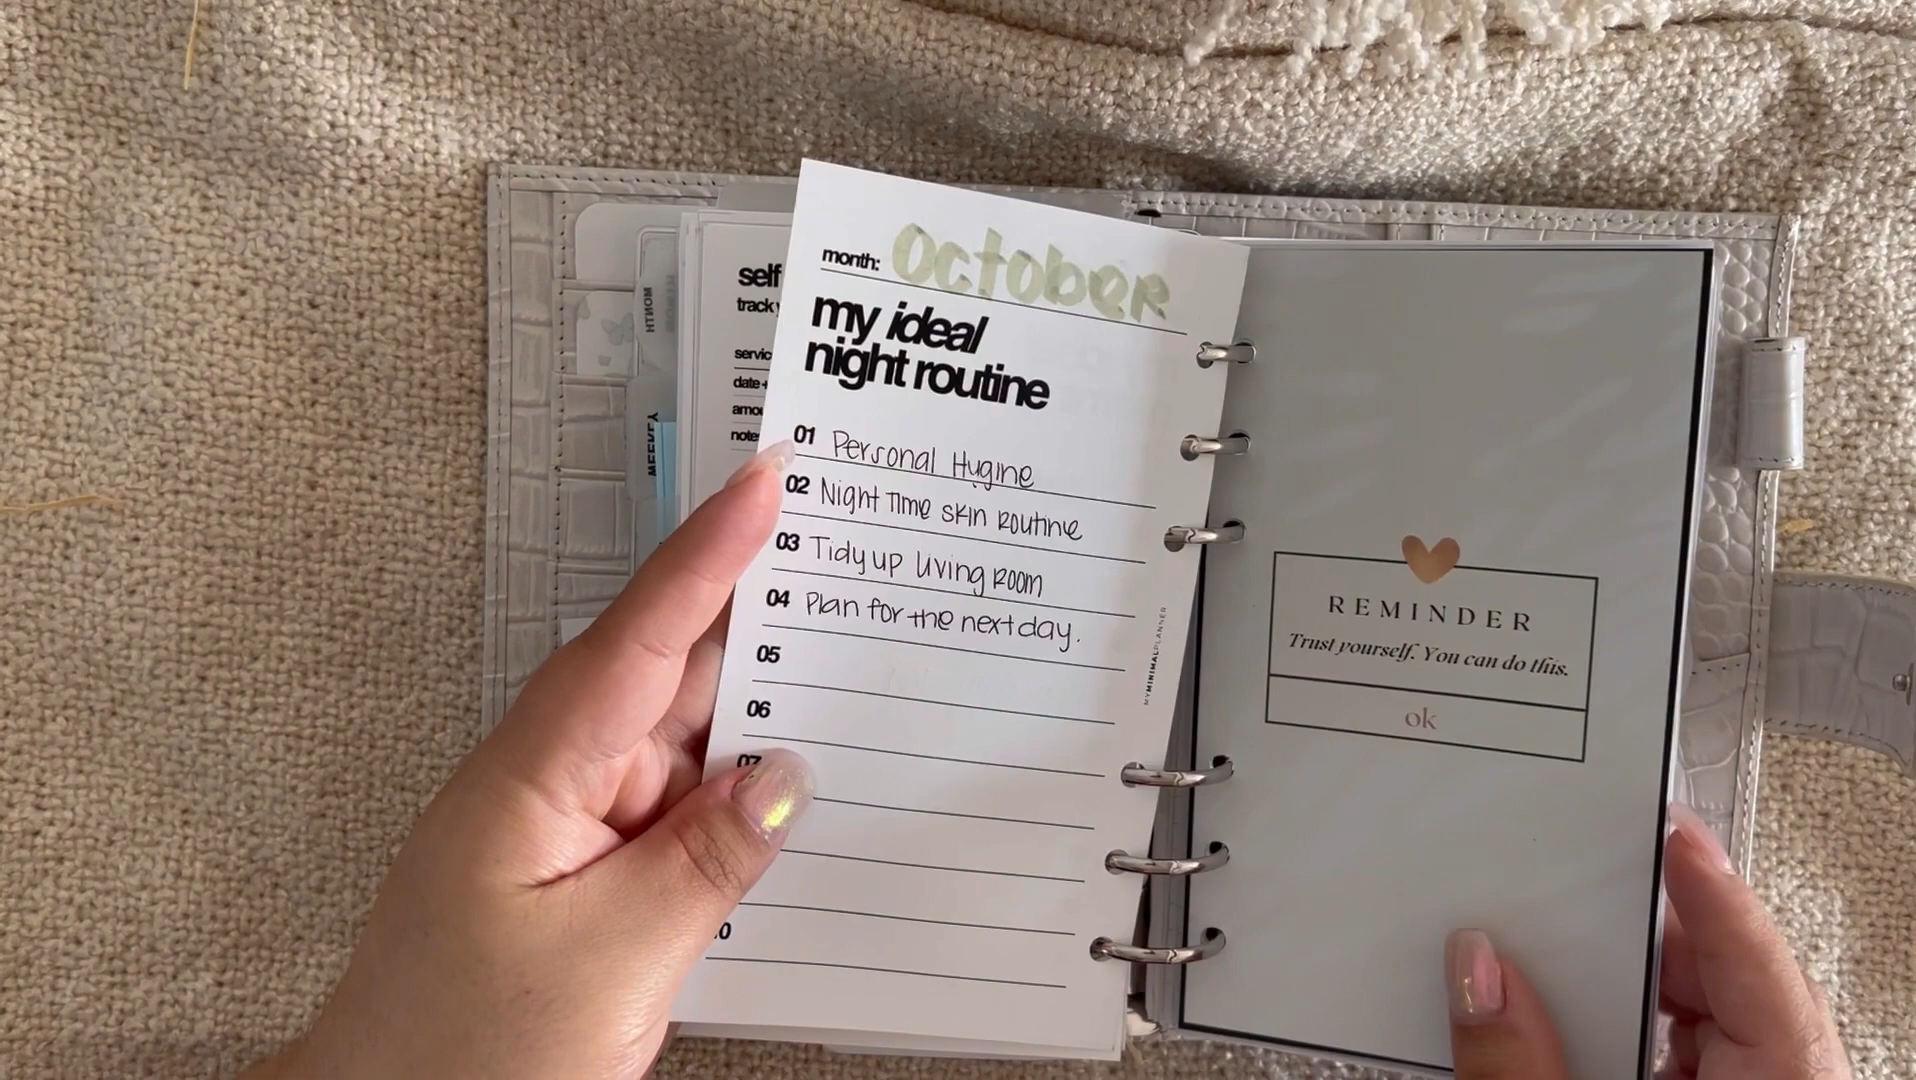 MONTH
WEEKLY
self
track
servic
date +
amou
notes
month: October
my ideal
night routine
01 Personal Hygine
02 Night Time skin Routine
03 Tidy up Living Room
04 Plan for the next day.
05
06
07
10
MYMINIMALPLANNER
REMINDER
Trust yourself. You can do this.
ok